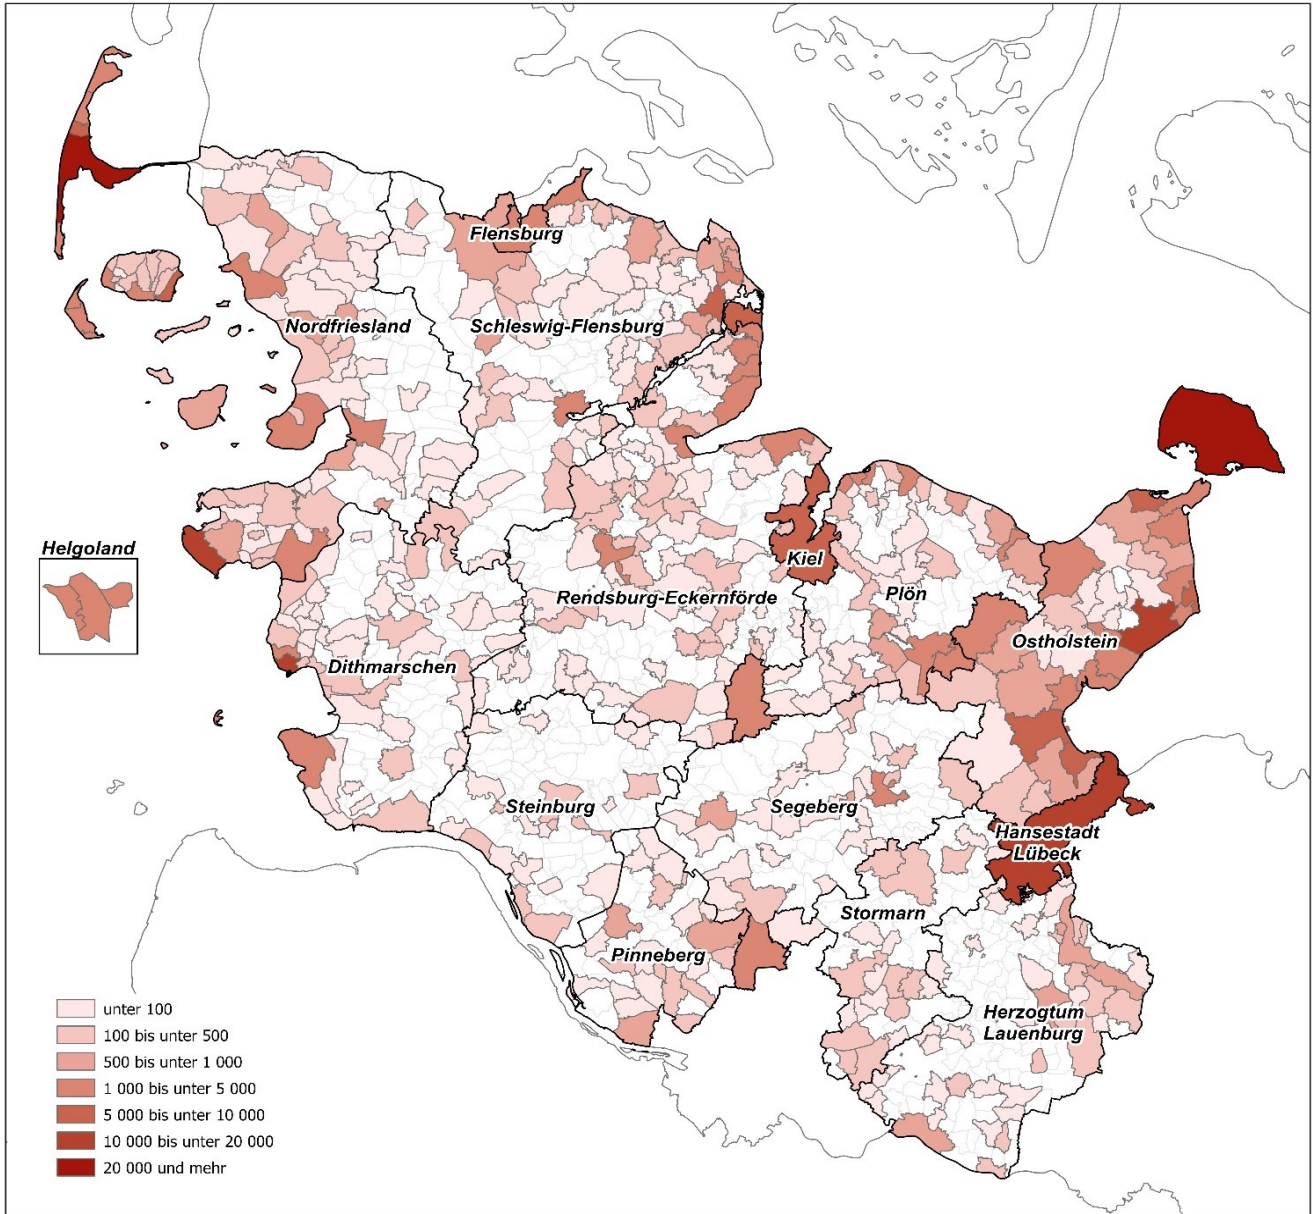 Flensburg
Nordfriesland
Schleswig-Flensburg
Helgoland
Kiel
Rendsburg-Eckernförde
Plön
Ostholstein
Dithmarschen
Steinburg
Segeberg
Hansestadt
Lübeck
Stormarn
Pinneberg
Herzogtum
Lauenburg
unter 100
100 bis unter 500
500 bis unter 1 000
1 000 bis unter 5 000
5 000 bis unter 10 000
10 000 bis unter 20 000
20 000 und mehr